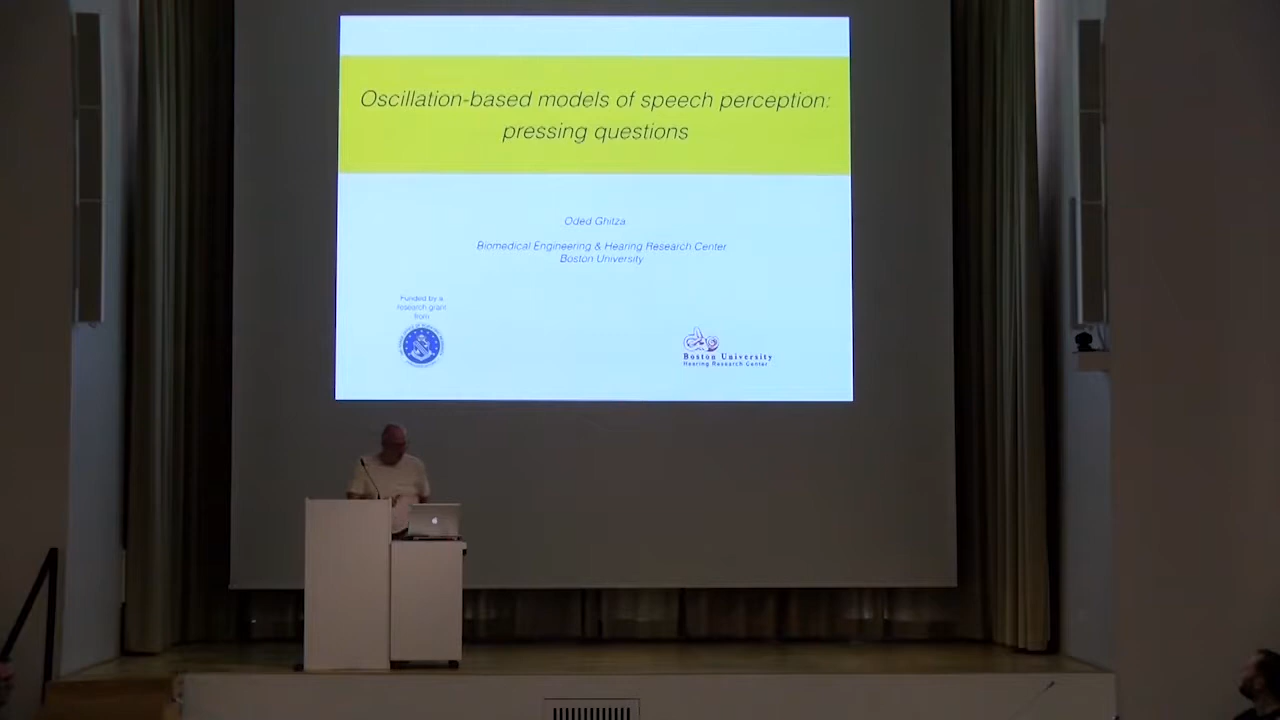 Oscillation-based models of speech perception:
pressing questions
Oded Ghitza
Biomedical Engineering & Hearing Research Center
Boston University
Funded by a
research grant
from
Boston University
Hearing Research Center